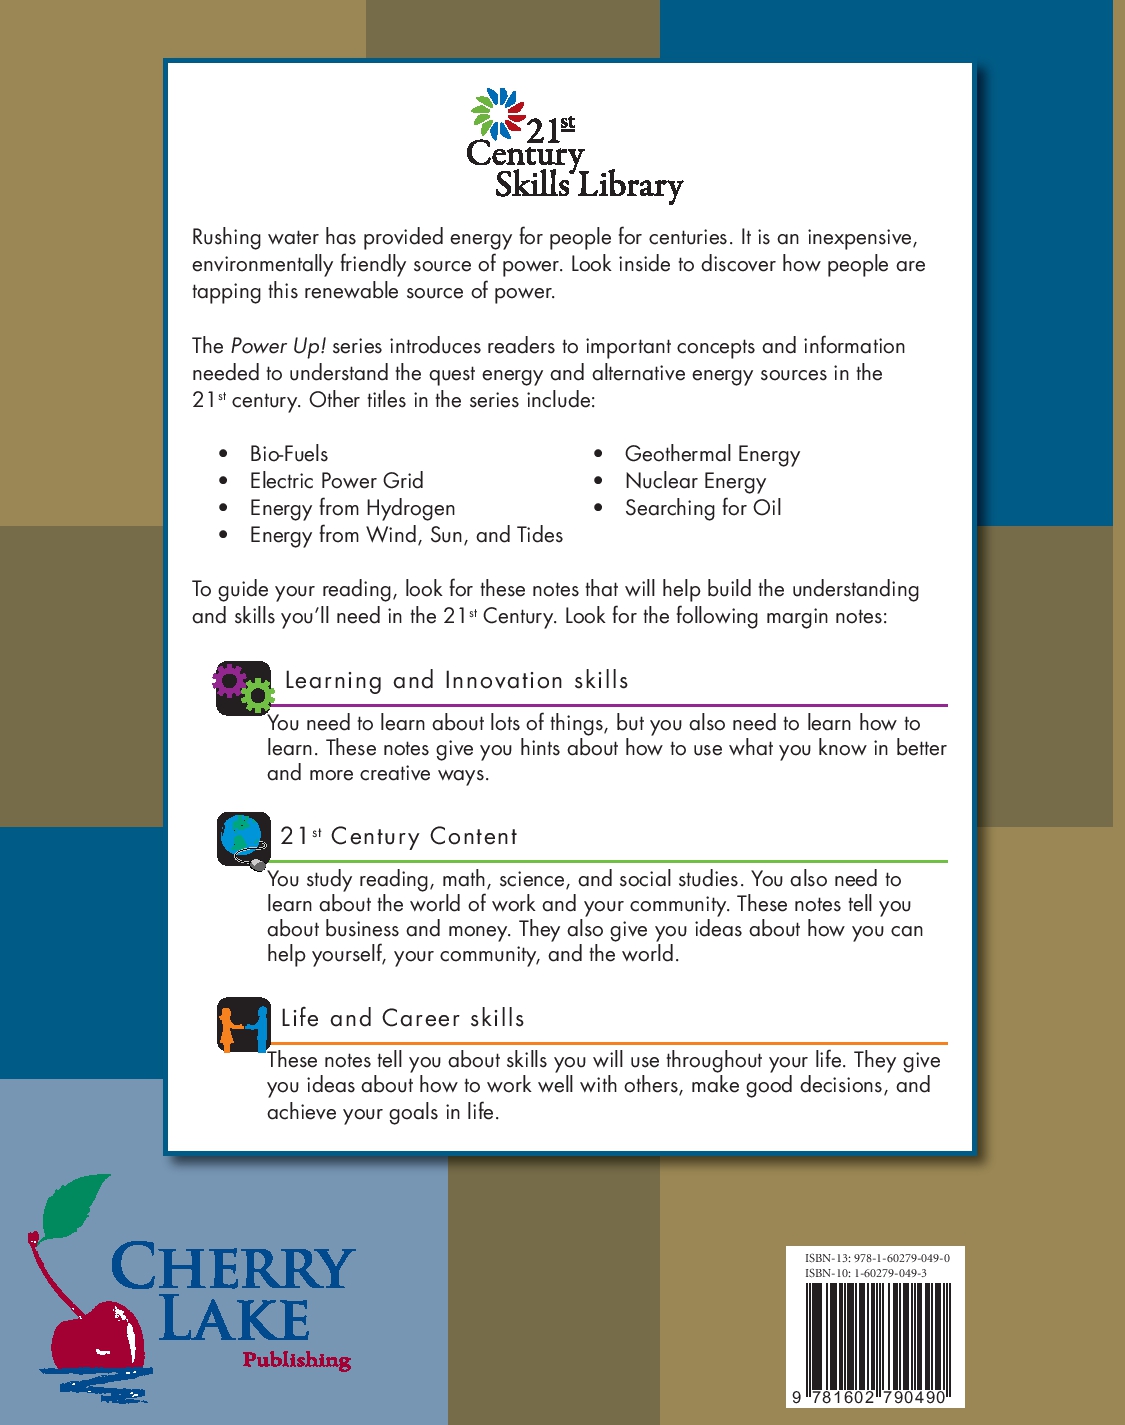 21st
Century
Skills Library
Rushing water has provided energy for people for centuries. It is an inexpensive,
environmentally friendly source of power. Look inside to discover how people are
tapping this renewable source of power.
The Power Up! series introduces readers to important concepts and information
needed to understand the quest energy and alternative energy sources in the
21st century. Other titles in the series include:
• Bio-Fuels
• Electric Power Grid
• Energy from Hydrogen
• Energy from Wind, Sun, and Tides
• Geothermal Energy
• Nuclear Energy
• Searching for Oil
To guide your reading, look for these notes that will help build the understanding
and skills you’ll need in the 21st Century. Look for the following margin notes:
Learning and Innovation skills
You need to learn about lots of things, but you also need to learn how to
learn. These notes give you hints about how to use what you know in better
and more creative ways.
21st Century Content
You study reading, math, science, and social studies. You also need to
learn about the world of work and your community. These notes tell you
about business and money. They also give you ideas about how you can
help yourself, your community, and the world.
Life and Career skills
These notes tell you about skills you will use throughout your life. They give
you ideas about how to work well with others, make good decisions, and
achieve your goals in life.
CHERRY
LAKE
Publishing
ISBN-13: 978-1-60279-049-0
ISBN-10: 1-60279-049-3
9 781602 790490